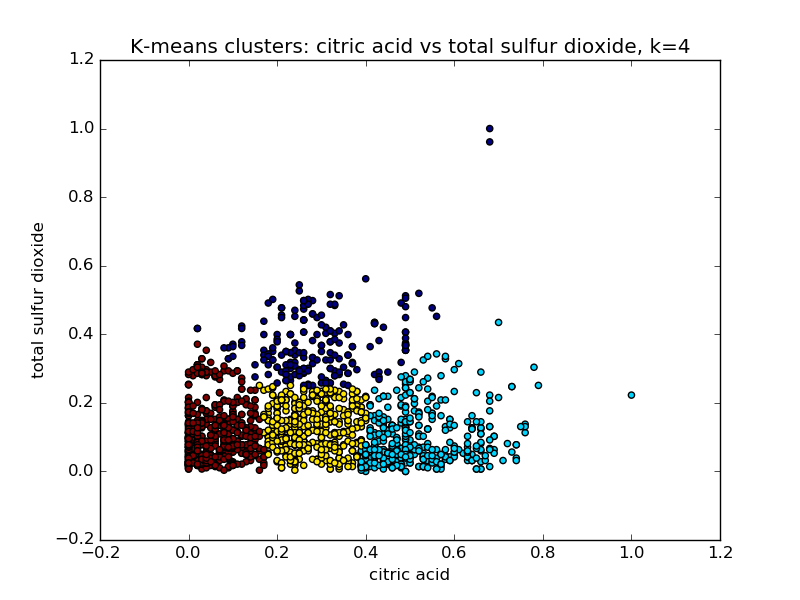 K-means clusters: citric acid vs total sulfur dioxide, k=4
1.2
1.0
0.8
0.6
0.4
0.2
0.0
−0.2
total sulfur dioxide
−0.2 0.0 0.2 0.4 0.6 0.8 1.0 1.2
citric acid